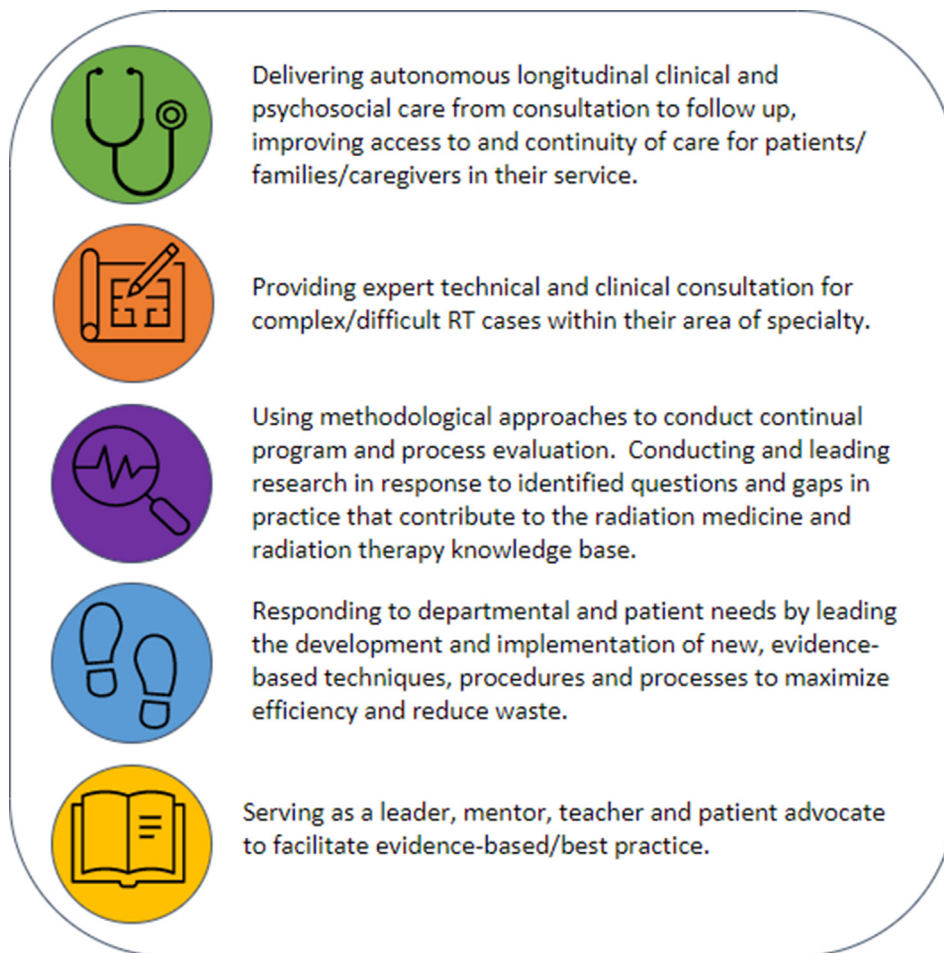 Delivering autonomous longitudinal clinical and
psychosocial care from consultation to follow up,
improving access to and continuity of care for patients/
families/caregivers in their service.
Providing expert technical and clinical consultation for
complex/difficult RT cases within their area of specialty.
Using methodological approaches to conduct continual
program and process evaluation.  Conducting and leading
research in response to identified questions and gaps in
practice that contribute to the radiation medicine and
radiation therapy knowledge base.
Responding to departmental and patient needs by leading
the development and implementation of new, evidence-
based techniques, procedures and processes to maximize
efficiency and reduce waste.
Serving as a leader, mentor, teacher and patient advocate
to facilitate evidence-based/best practice.